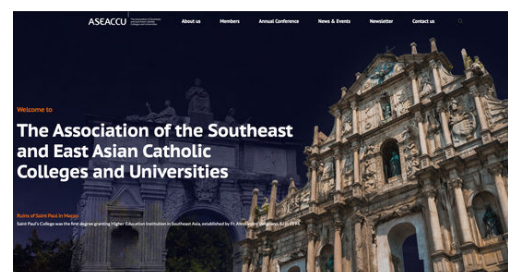 ASEACCU
About us
Members
Annual Conference
News & Events
Newsletter
Contact us
Welcome to
The Association of the Southeast
and East Asian Catholic
Colleges and Universities
Ruins of Saint Paul in Macau
Saint Paul's College was the first degree granting Higher Education Institution in Southeast Asia, established by Fr.